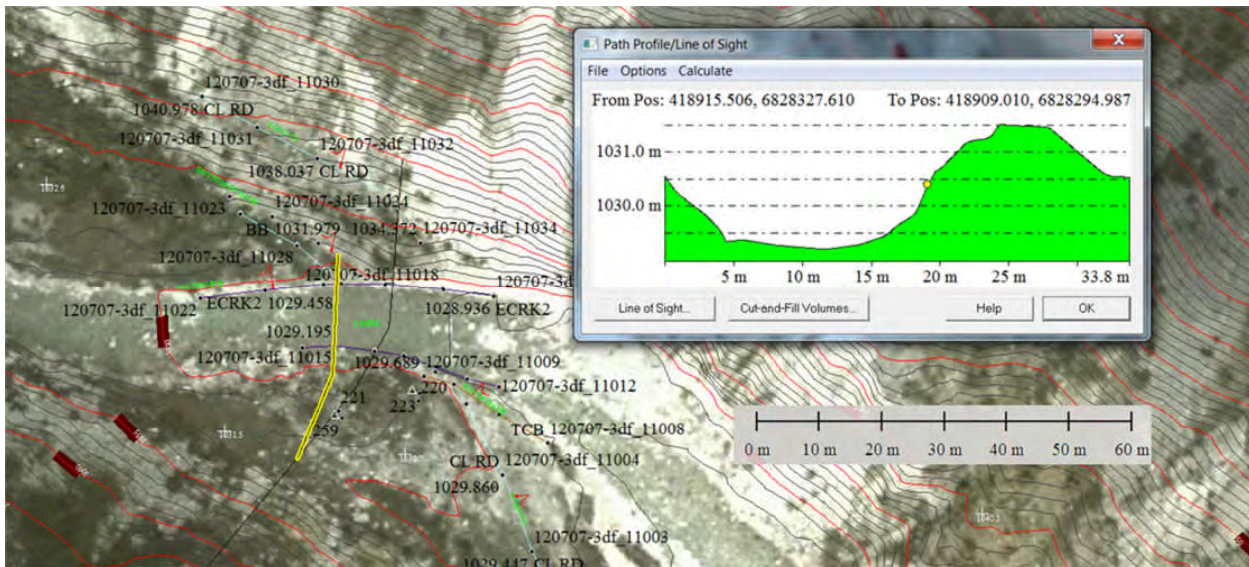 Path Profile/Line of Sight
File Options Calculate
From Pos: 418915.506, 6828327.610 To Pos: 418909.010, 6828294.987
1031.0 m
1030.0 m
5 m 10 m 15 m 20 m 25 m 33.8 m
Line of Sight... Cut-and-Fill Volumes... Help OK
120707-3df_11030
1040.978 CL RD
120707-3df_11031
120707-3df_11032
1038.037 CL RD
120707-3df_11024
120707-3df_11023
BB 1031.979
1034.372 120707-3df_11034
120707-3df_11028
120707-3df_11018
120707-3d
120707-3df_11022
ECRK2
1029.458
1028.936 ECRK2
1029.195
120707-3df_11015
1029.689
120707-3df_11009
120707-3df_11012
221
220
223
259
TCB 120707-3df_11008
CL RD
120707-3df_11004
1029.860
120707-3df_11003
1029.447 CL RD
0 m 10 m 20 m 30 m 40 m 50 m 60 m